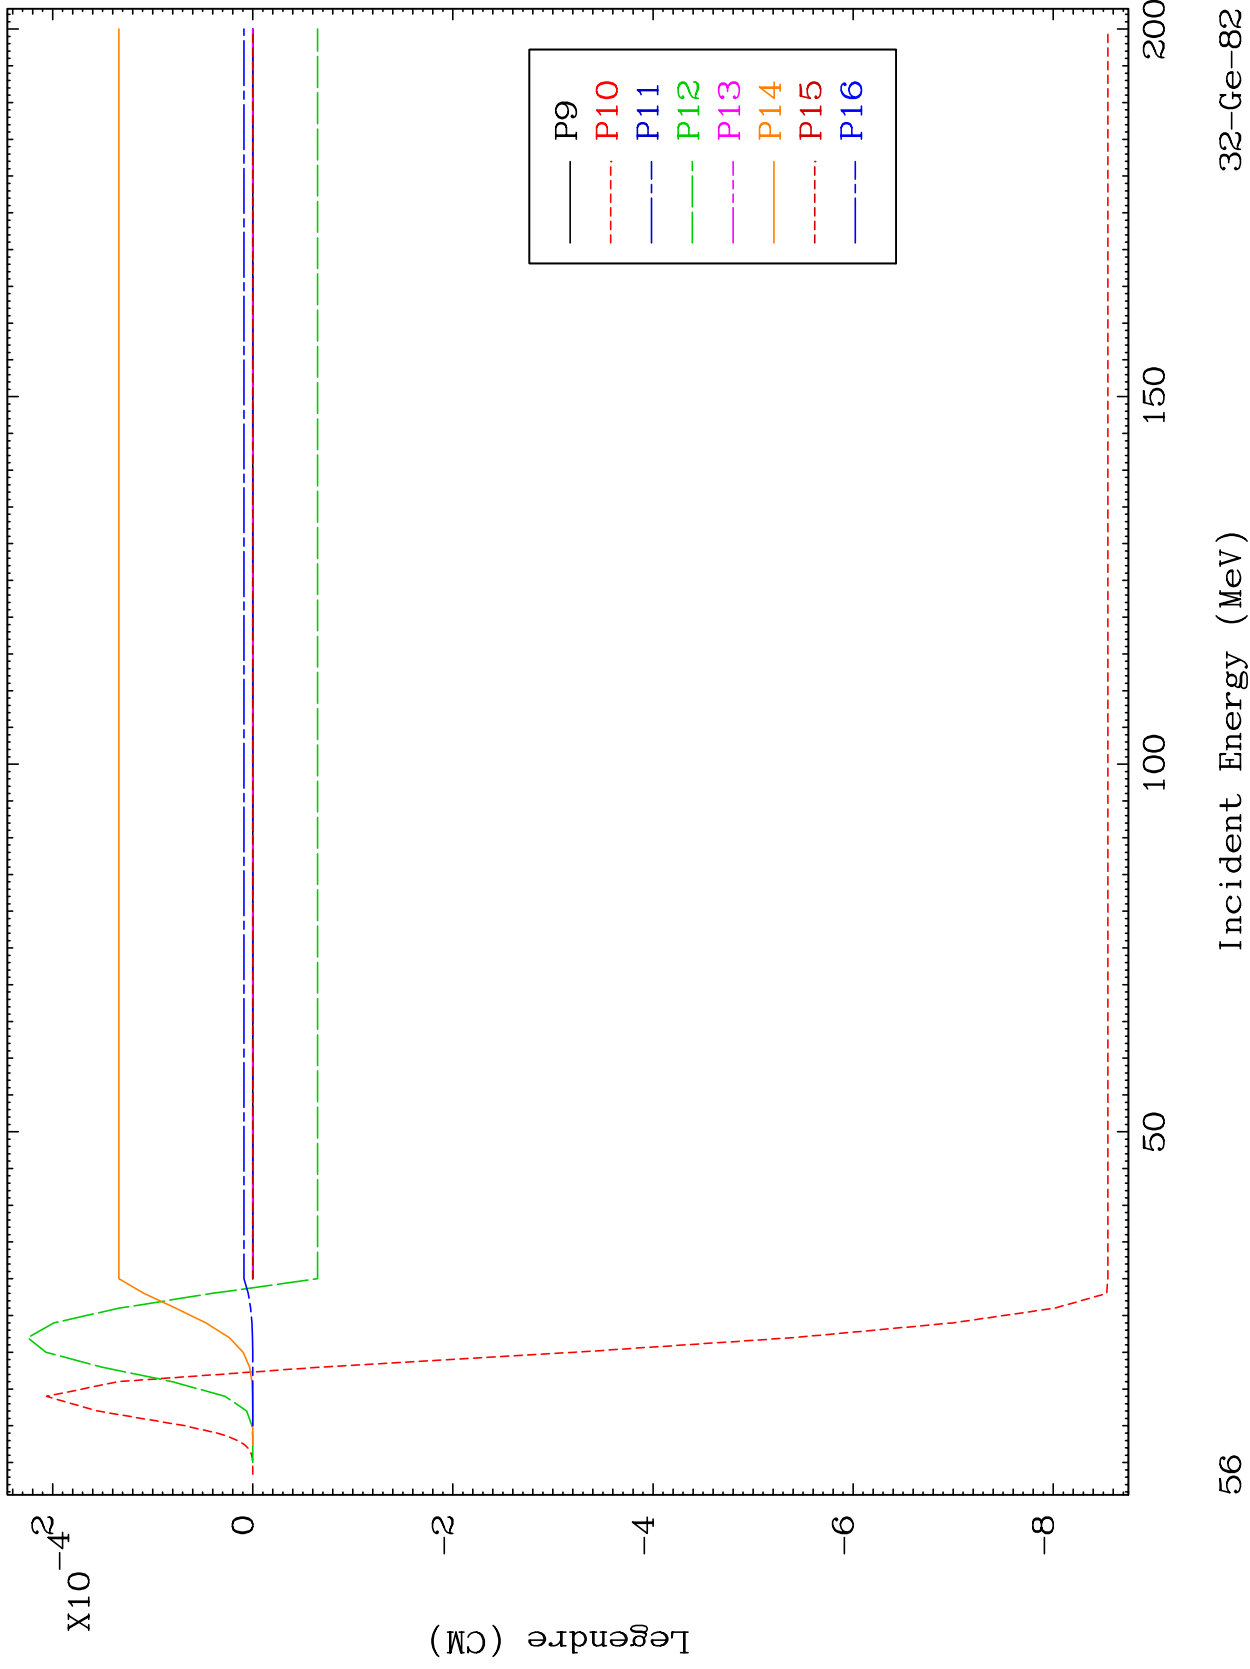 X10
-4
2
0
-2
-4
-6
-8
Legendre (CM)
50
100
150
200
Incident Energy (MeV)
P9
P10
P11
P12
P13
P14
P15
P16
56
32-Ge-82